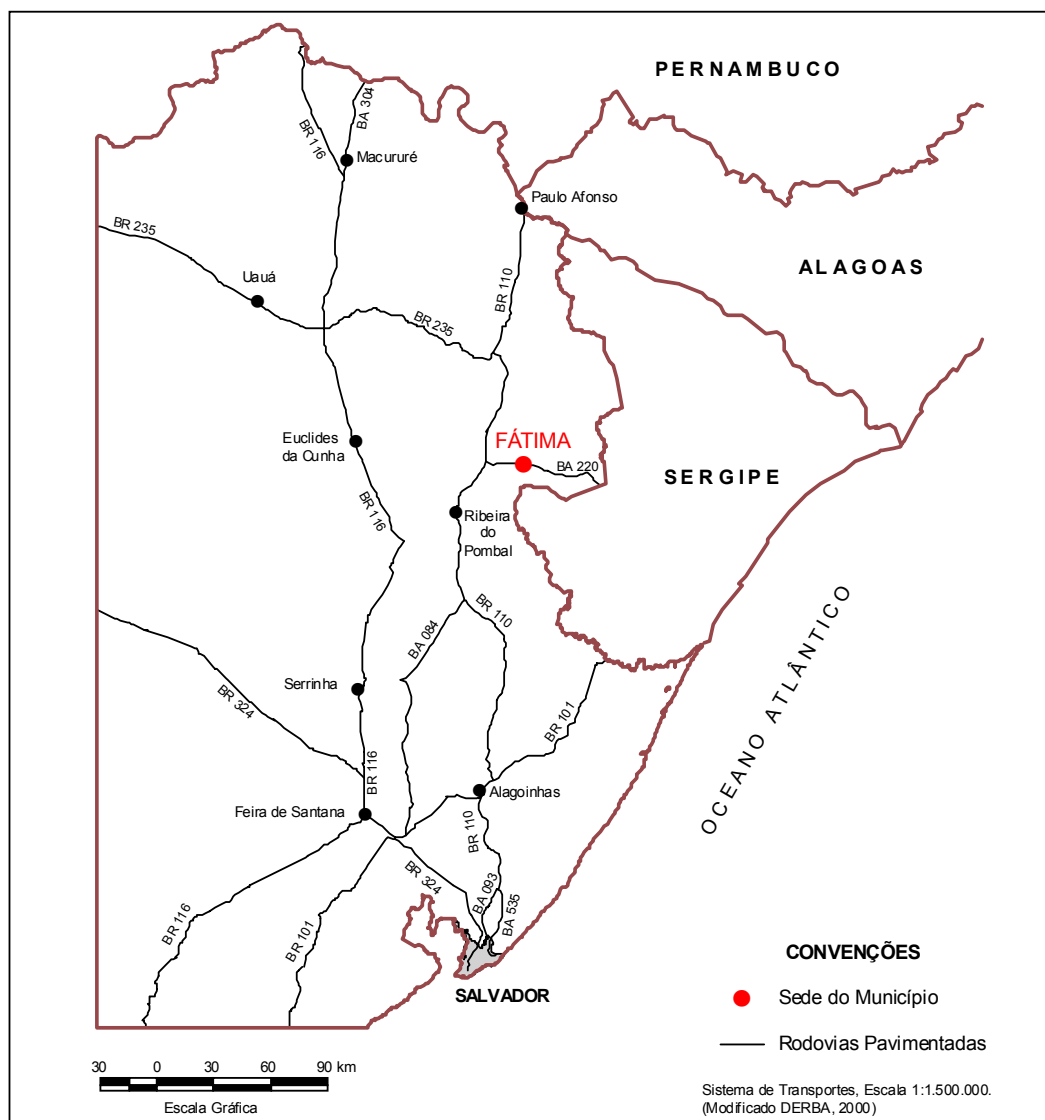 PERNAMBUCO
BA 304
BR 116
Macururé
Paulo Afonso
BR 235
ALAGOAS
Uauá
BR 110
BR 235
FÁTIMA
Euclides
da Cunha
BA 220
SERGIPE
BR 116
Ribeira
do
Pombal
BR 110
BA 084
OCEANO ATLÂNTICO
Serrinha
BR 324
BR 101
BR 116
Alagoinhas
Feira de Santana
BR 110
BR 324
BA 093
BA 535
BR 116
BR 101
SALVADOR
CONVENÇÕES
Sede do Município
Rodovias Pavimentadas
30 0 30 60 90 km
Escala Gráfica
Sistema de Transportes, Escala 1:1.500.000.
(Modificado DERBA, 2000)